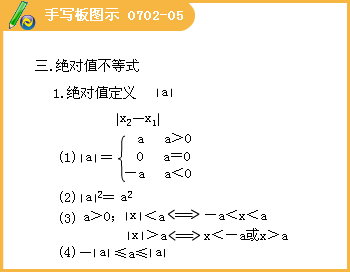 手写板图示 0702-05
三.绝对值不等式
1.绝对值定义 |a|
|x₂—x₁|
(1)|a|={ a a>0
0 a=0
—a a<0
(2)|a|²= a²
(3) a>0; |x|<a⟺—a<x<a
|x|>a⟺x<—a或x>a
(4)—|a|≤a≤|a|